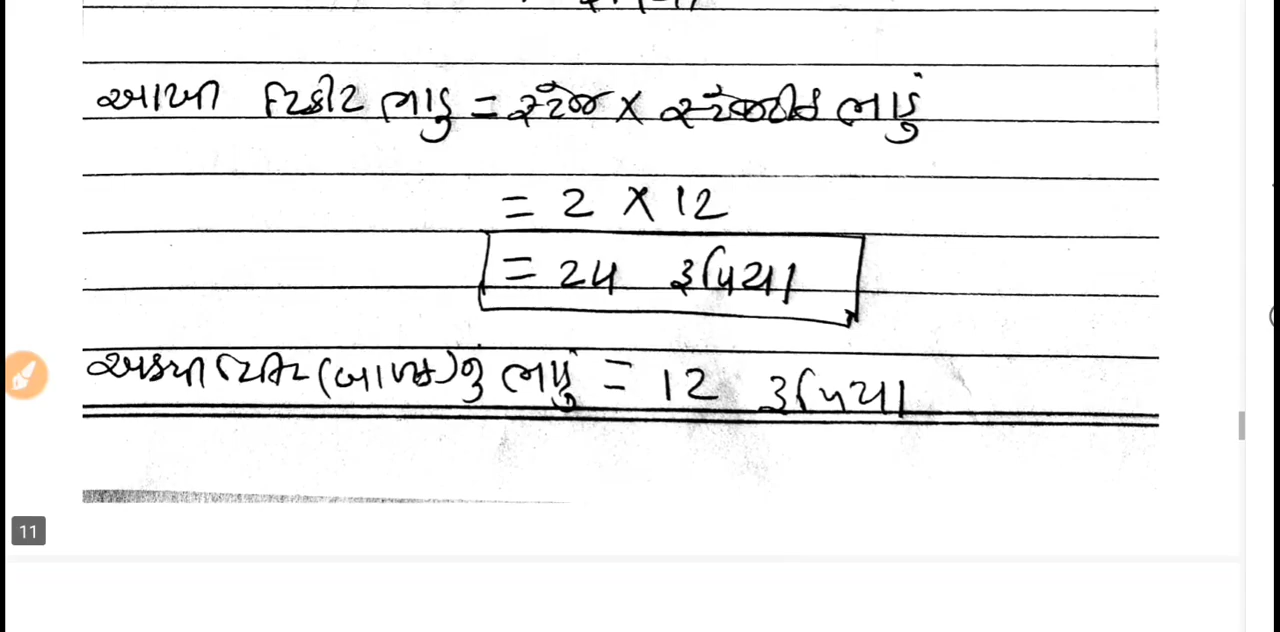 આખી ટિકીટ ભાડુ = સ્ટેજ × સ્ટેજદીઠ ભાડું
= 2 × 12
= 24 રૂપિયા
અડધી ટિકિટ (બાળક) નું ભાડું = 12 રૂપિયા
11